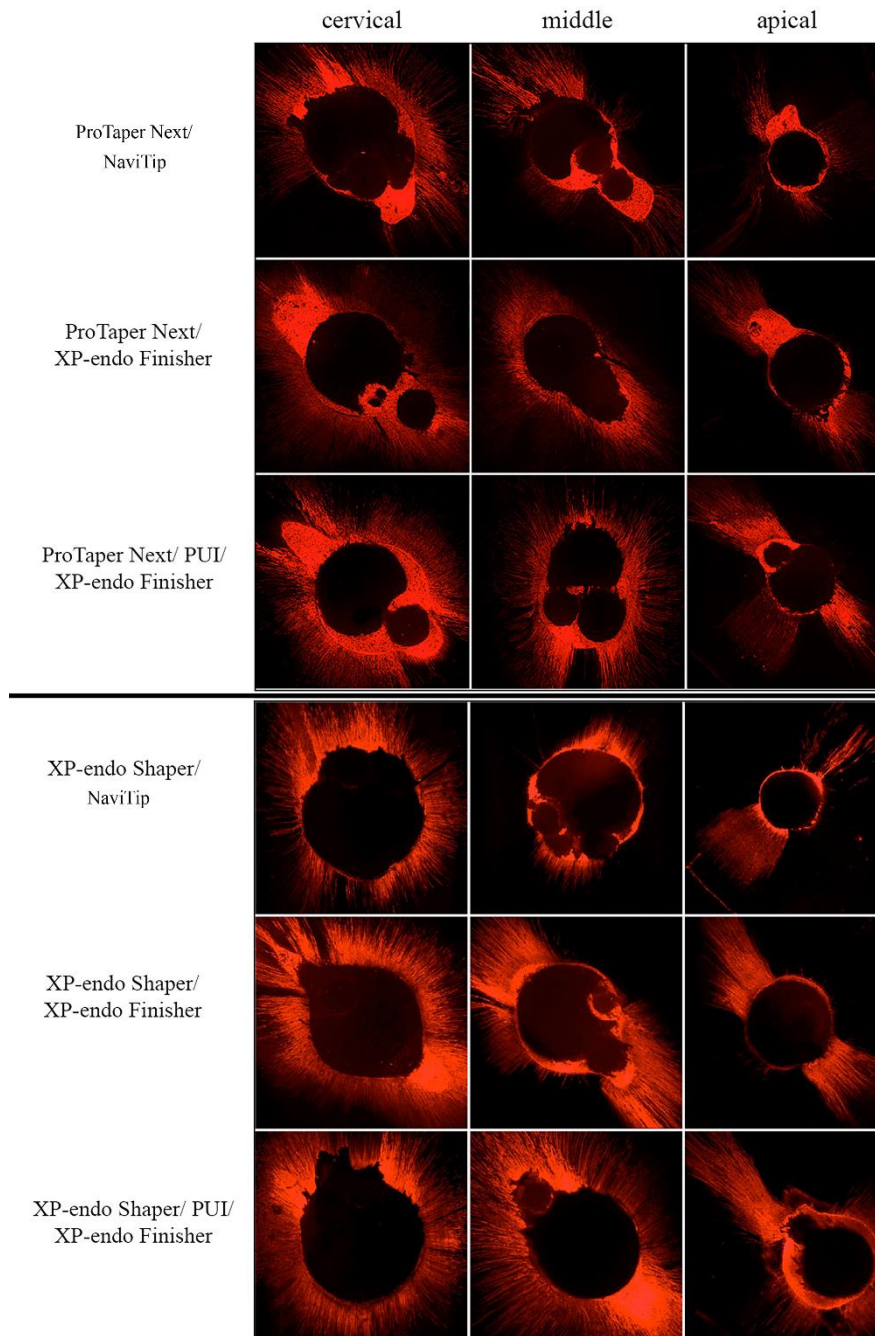 cervical middle apical
ProTaper Next/
NaviTip
ProTaper Next/
XP-endo Finisher
ProTaper Next/ PUI/
XP-endo Finisher
XP-endo Shaper/
NaviTip
XP-endo Shaper/
XP-endo Finisher
XP-endo Shaper/ PUI/
XP-endo Finisher